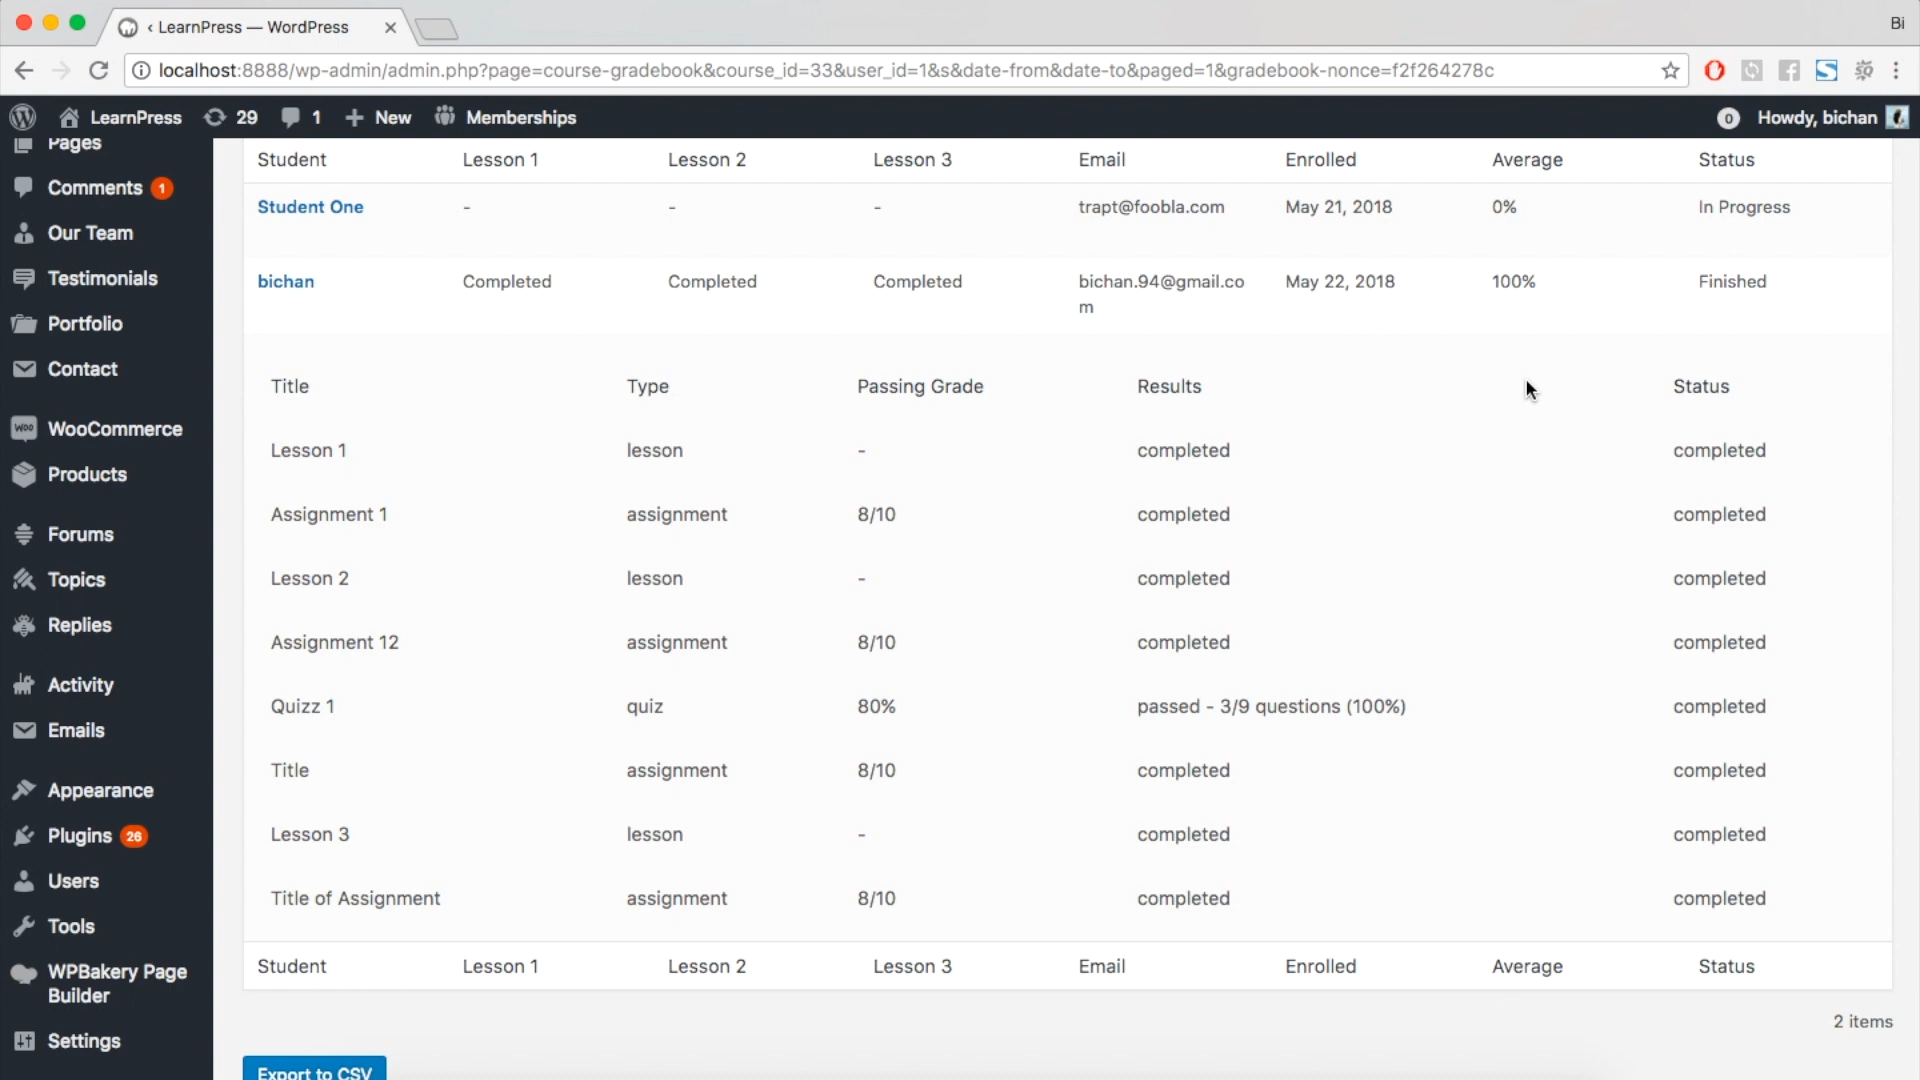 ‹ LearnPress — WordPress
Bi
localhost:8888/wp-admin/admin.php?page=course-gradebook&course_id=33&user_id=1&s&date-from&date-to&paged=1&gradebook-nonce=f2f264278c
LearnPress 29 1 New Memberships 0 Howdy, bichan
Pages
Comments 1
Our Team
Testimonials
Portfolio
Contact
WooCommerce
Products
Forums
Topics
Replies
Activity
Emails
Appearance
Plugins 26
Users
Tools
WPBakery Page
Builder
Settings
Student Lesson 1 Lesson 2 Lesson 3 Email Enrolled Average Status
Student One - - - trapt@foobla.com May 21, 2018 0% In Progress
bichan Completed Completed Completed bichan.94@gmail.co May 22, 2018 100% Finished
m
Title Type Passing Grade Results Status
Lesson 1 lesson - completed completed
Assignment 1 assignment 8/10 completed completed
Lesson 2 lesson - completed completed
Assignment 12 assignment 8/10 completed completed
Quizz 1 quiz 80% passed - 3/9 questions (100%) completed
Title assignment 8/10 completed completed
Lesson 3 lesson - completed completed
Title of Assignment assignment 8/10 completed completed
Student Lesson 1 Lesson 2 Lesson 3 Email Enrolled Average Status
2 items
Export to CSV